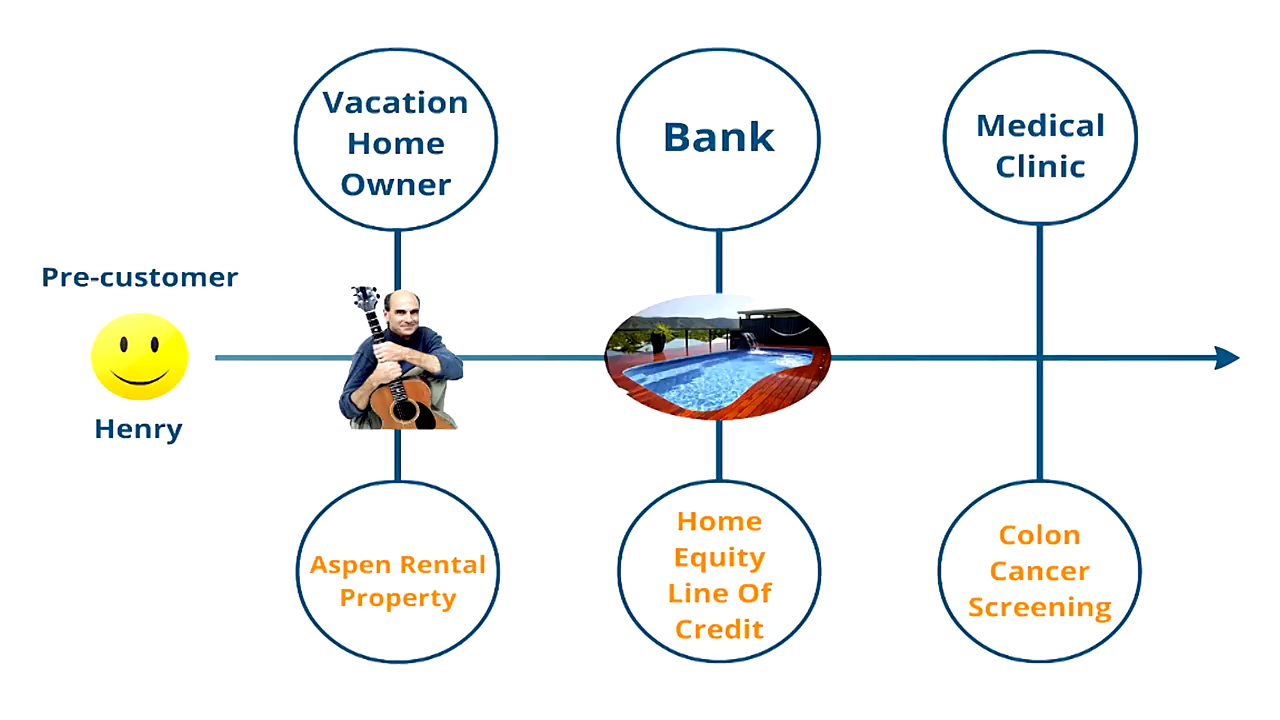 Vacation
Home
Owner
Bank
Medical
Clinic
Pre-customer
Henry
Aspen Rental
Property
Home
Equity
Line Of
Credit
Colon
Cancer
Screening